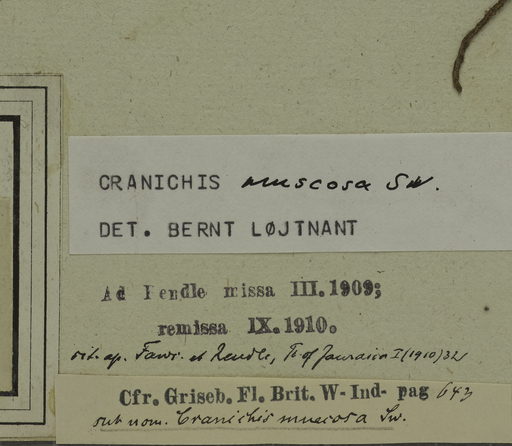 CRANICHIS muscosa Sw.
DET. BERNT LØJTNANT
Ad Rendle missa III. 1909;
remissa IX. 1910.
cit. ap. Fawc. et Rendle, Fl. of Jamaica I (1910) 32
Cfr. Griseb. Fl. Brit. W- Ind- pag 643
sub nom. Cranichis muscosa Sw.